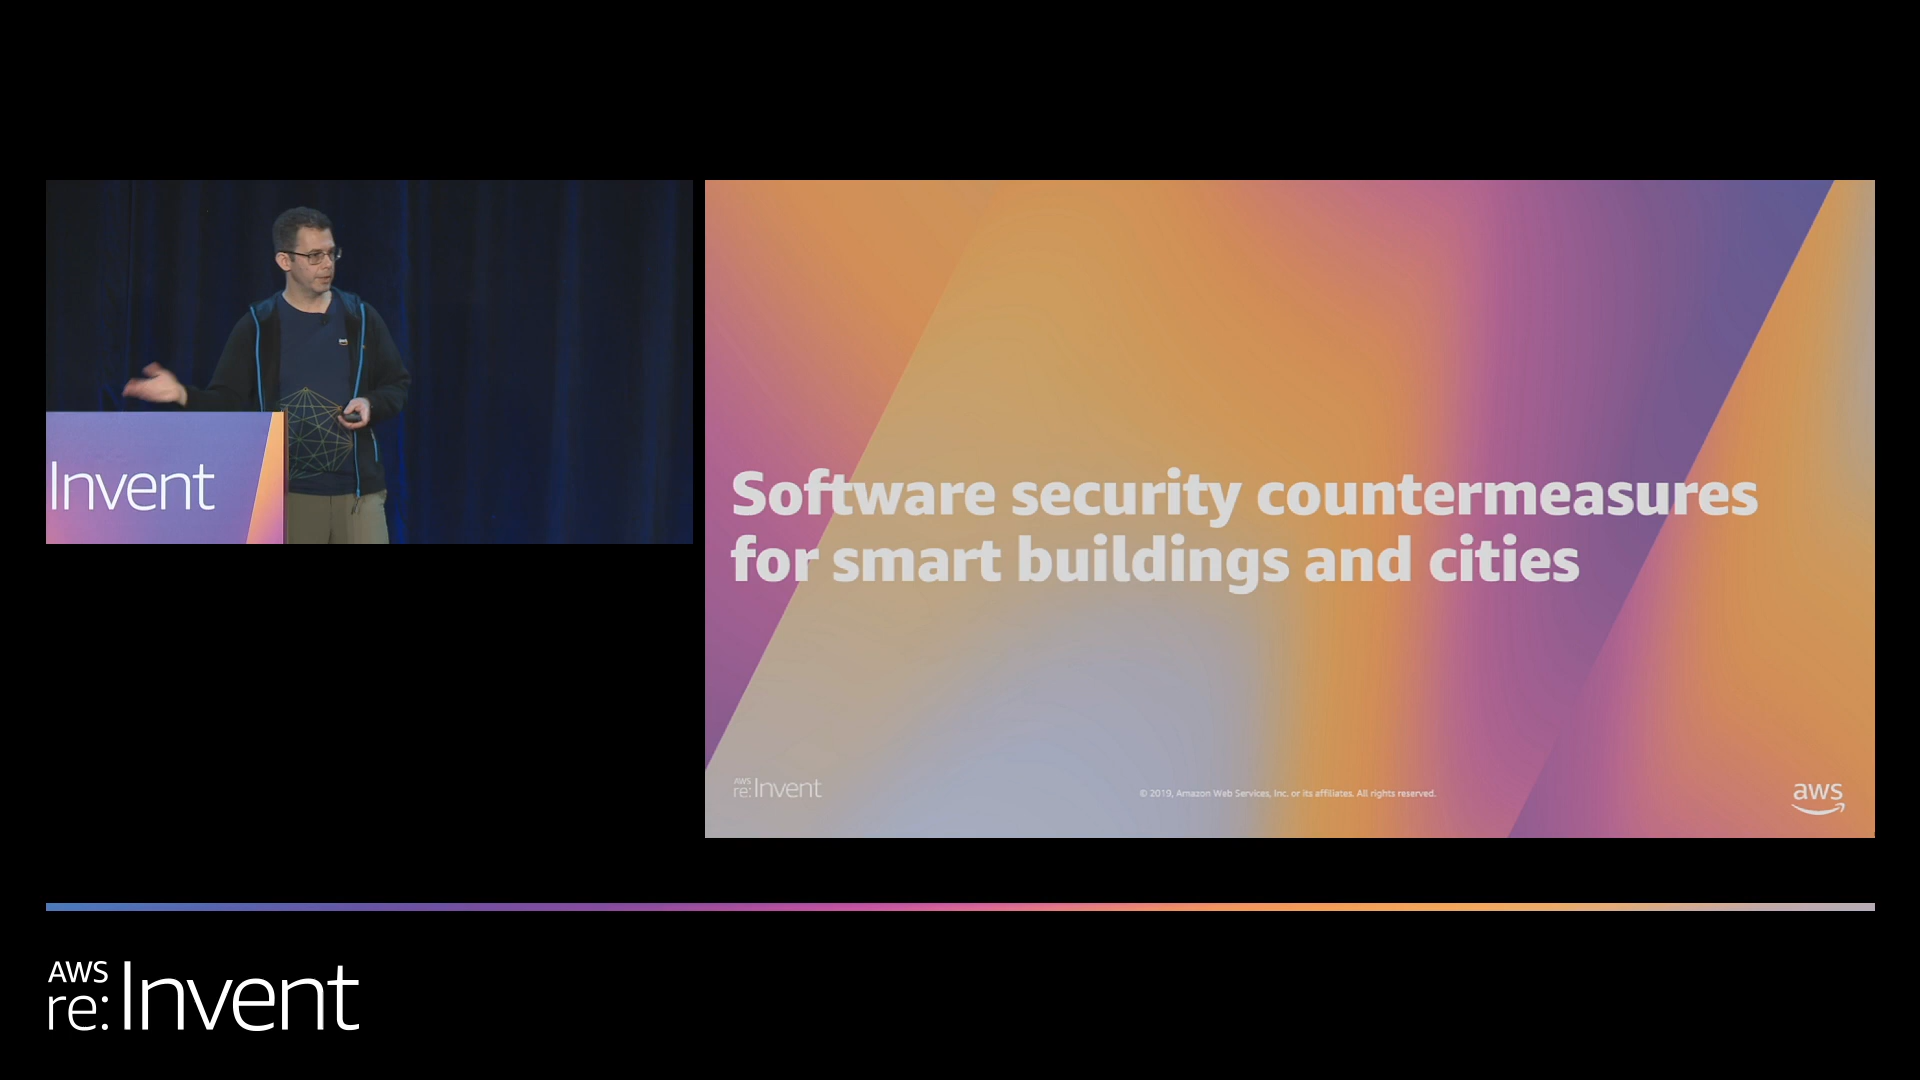 Invent
aws
Software security countermeasures
for smart buildings and cities
AWS
re:Invent
© 2019, Amazon Web Services, Inc. or its affiliates. All rights reserved.
aws
AWS
re:Invent